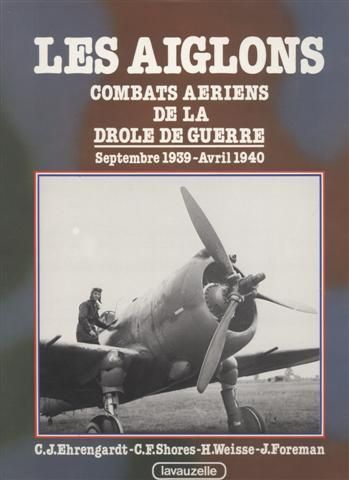 LES AIGLONS
COMBATS AERIENS
DE LA
DROLE DE GUERRE
Septembre 1939-Avril 1940
C.J.Ehrengardt-C.F.Shores-H.Weisse-J.Foreman
lavauzelle